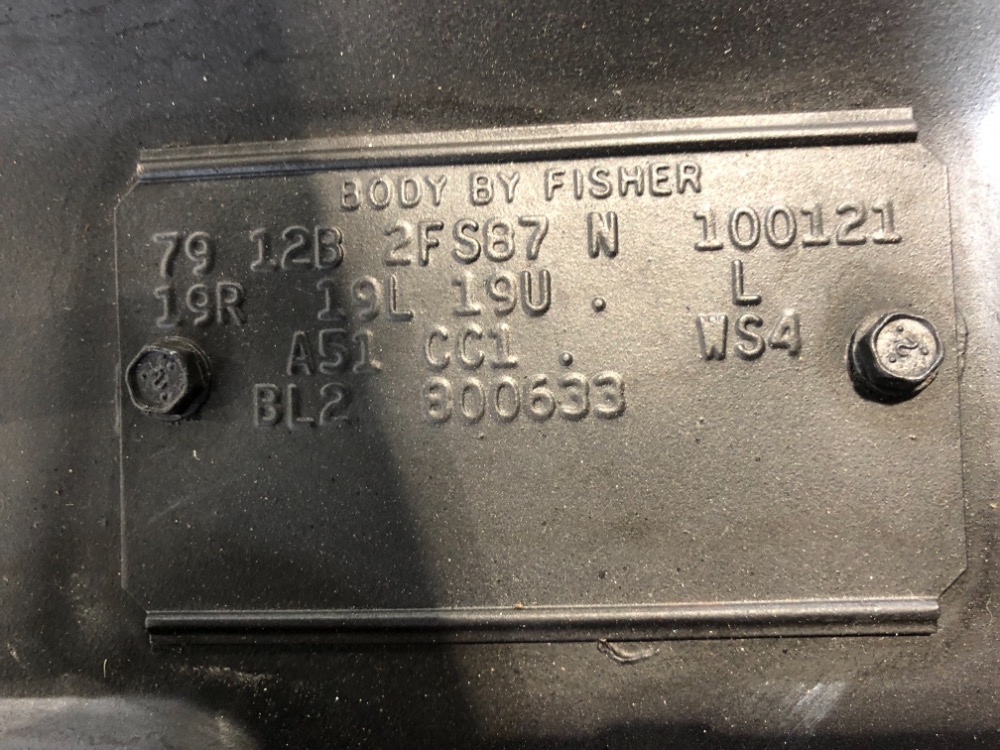 BODY BY FISHER
79 12B 2FS87 N 100121
19R 19L 19U . L
A51 CC1 . WS4
BL2 800633